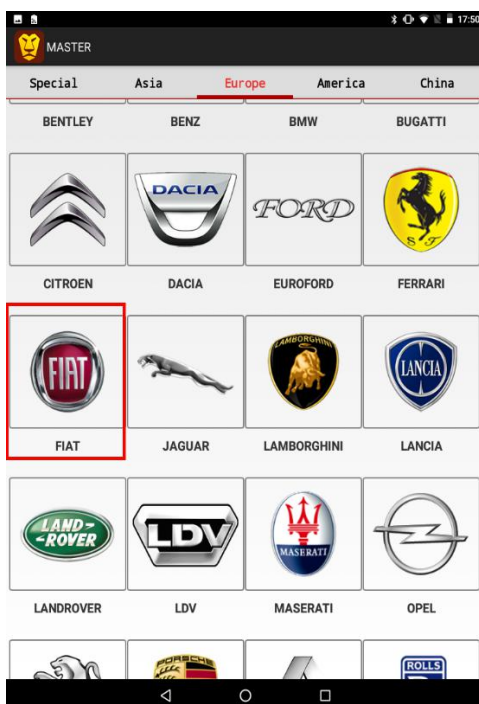 17:50
MASTER
Special Asia Europe America China
BENTLEY BENZ BMW BUGATTI
DACIA FORD S F
CITROEN DACIA EUROFORD FERRARI
FIAT LAMBORGHINI LANCIA
FIAT JAGUAR LAMBORGHINI LANCIA
LAND-
-ROVER LDV MASERATI
LANDROVER LDV MASERATI OPEL
PORSCHE ROLLS